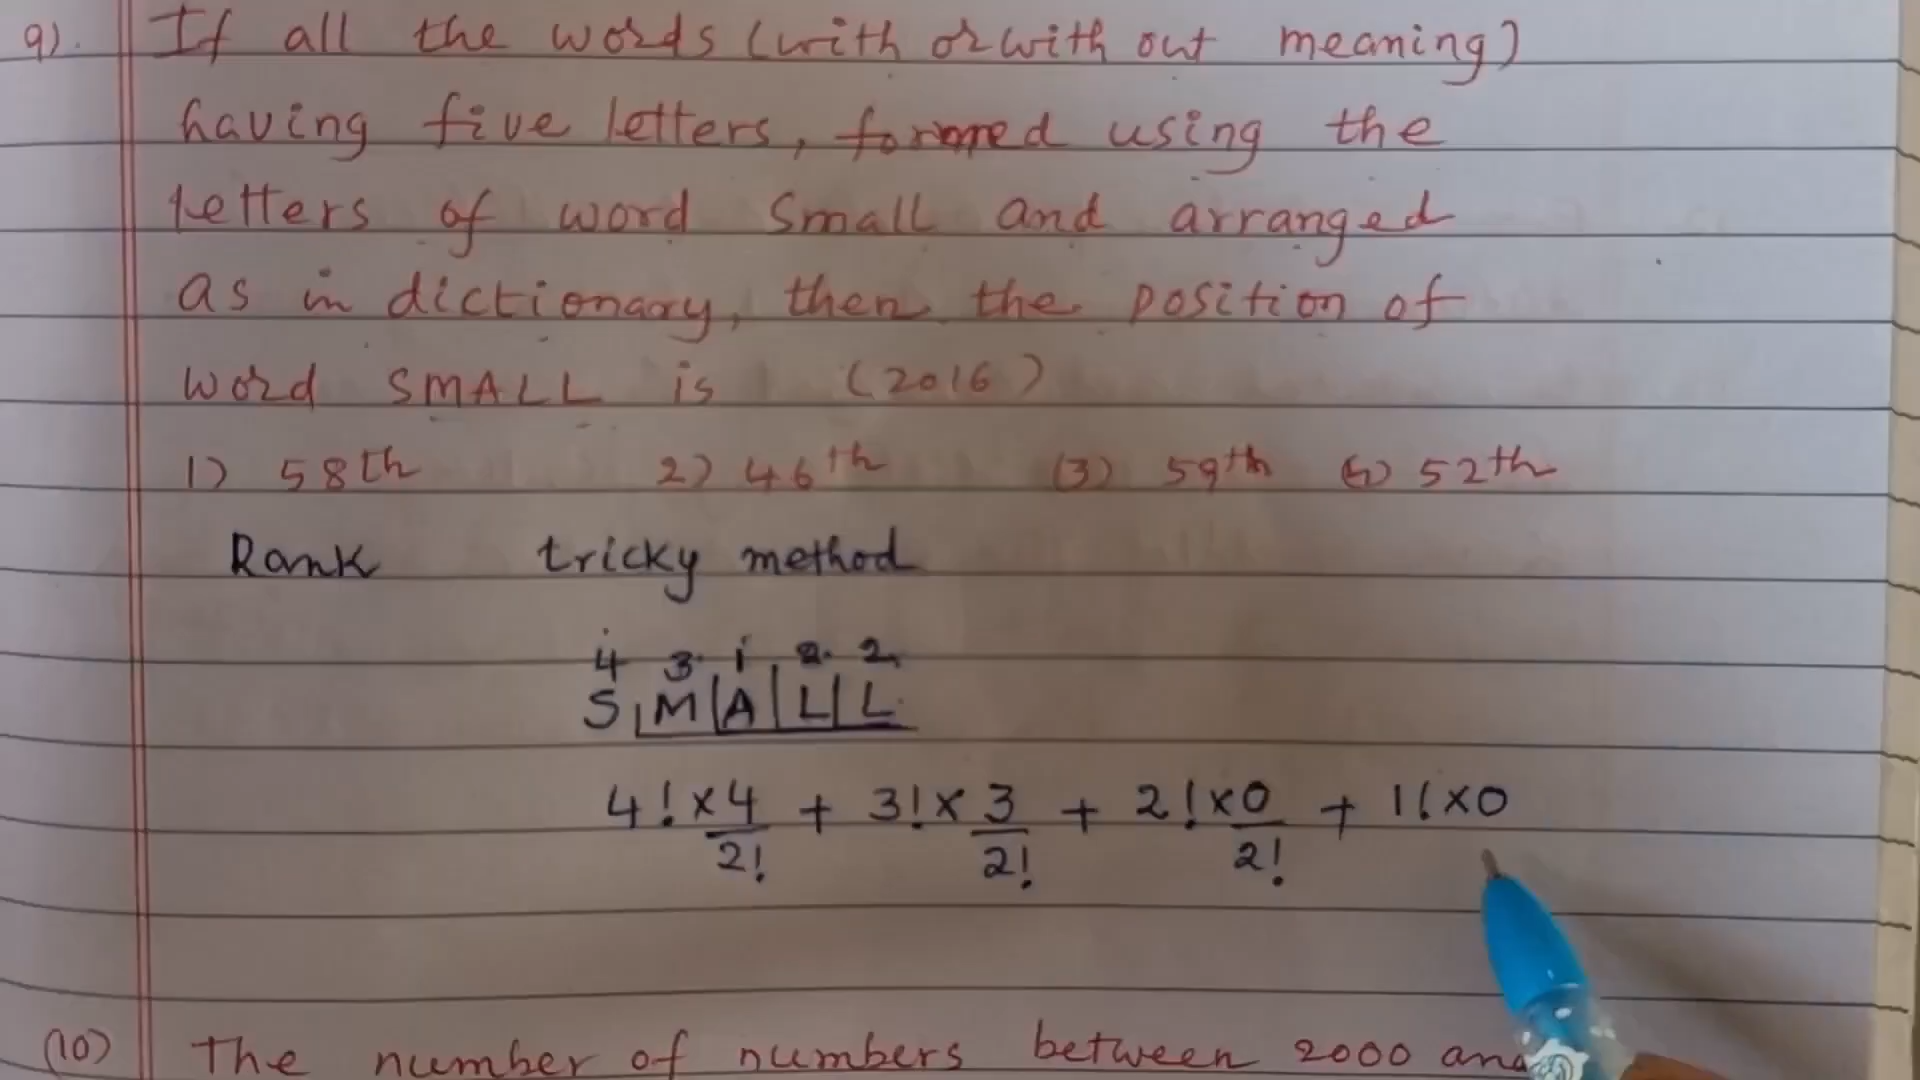 9). If all the words (with or with out meaning)
having five letters, formed using the
letters of word small and arranged
as in dictionary, then the position of
word SMALL is (2016)
1) 58th 2) 46th (3) 59th (4) 52th
Rank tricky method
4 3 1 2 2
S M A L L
4! × 4/2! + 3! × 3/2! + 2! × 0/2! + 1! × 0
(10) The number of numbers between 2000 and